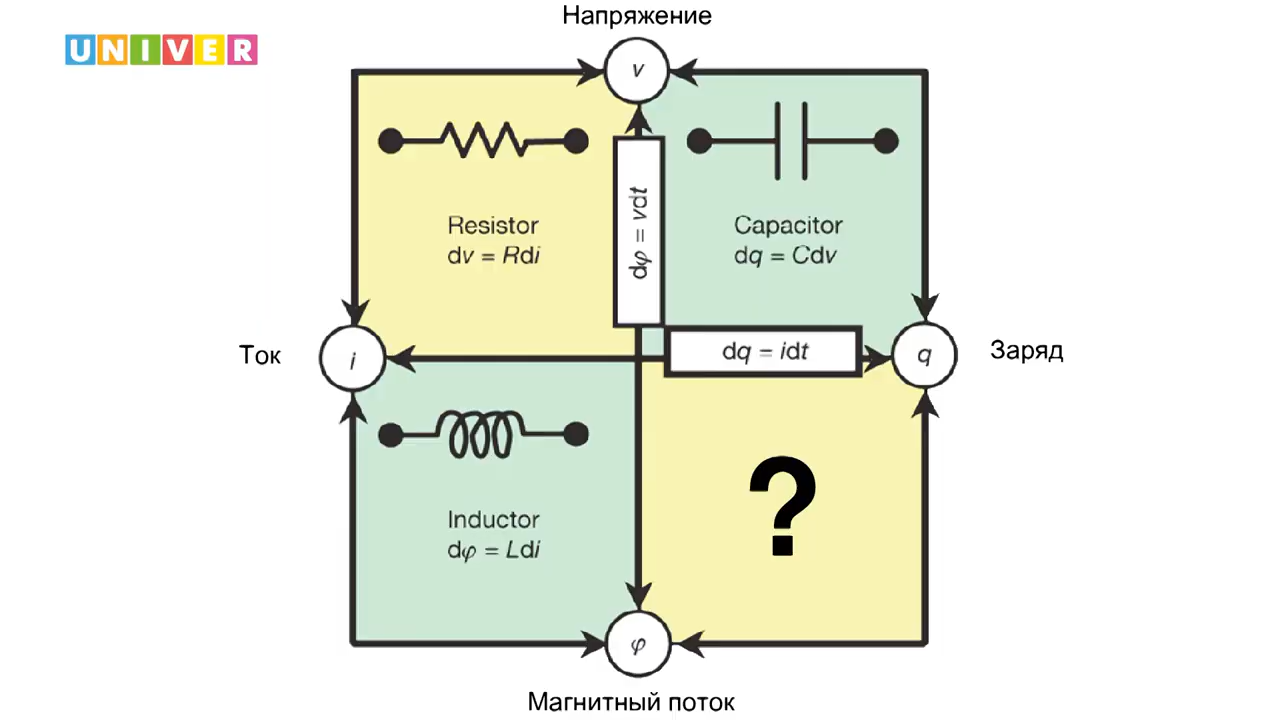 Напряжение
UNIVER
v
Resistor
dv = Rdi
dφ = vdt
Capacitor
dq = Cdv
Ток
i
dq = idt
q
Заряд
Inductor
dφ = Ldi
?
φ
Магнитный поток